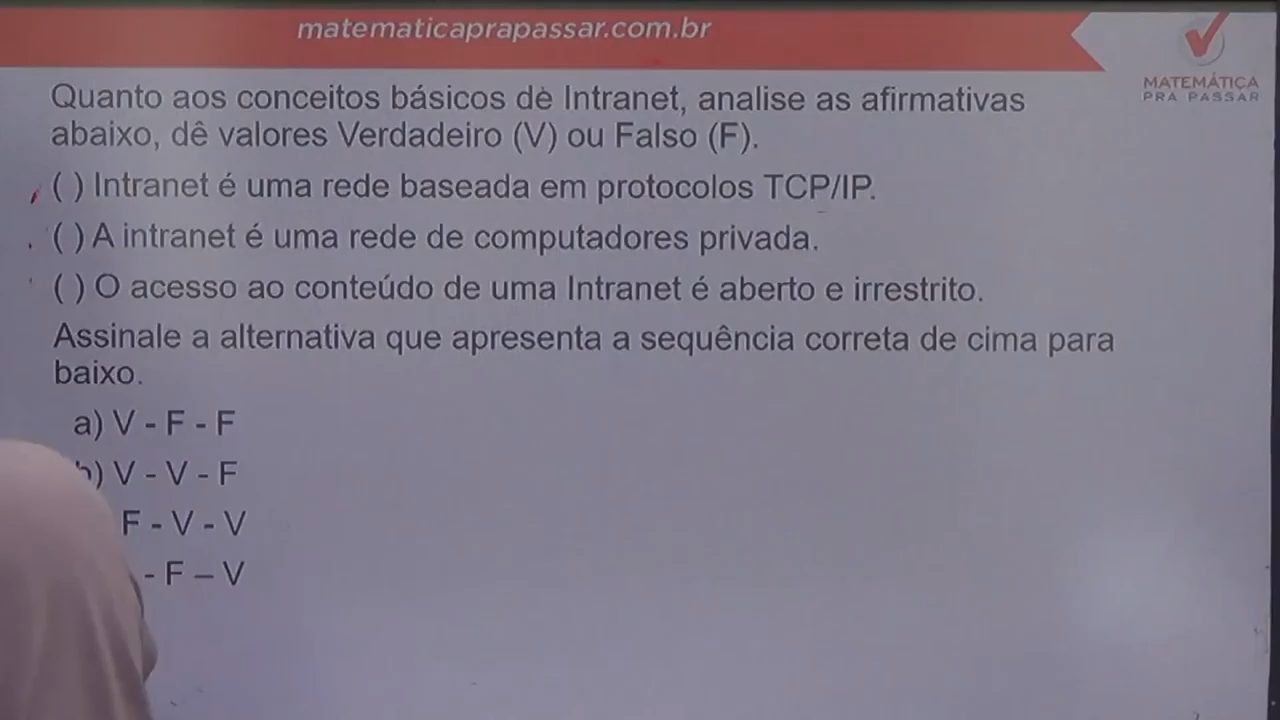 matematicaprapassar.com.br
MATEMÁTICA
PRA PASSAR
Quanto aos conceitos básicos de Intranet, analise as afirmativas
abaixo, dê valores Verdadeiro (V) ou Falso (F).
( ) Intranet é uma rede baseada em protocolos TCP/IP.
( ) A intranet é uma rede de computadores privada.
( ) O acesso ao conteúdo de uma Intranet é aberto e irrestrito.
Assinale a alternativa que apresenta a sequência correta de cima para
baixo.
a) V - F - F
) V - V - F
F - V - V
- F – V